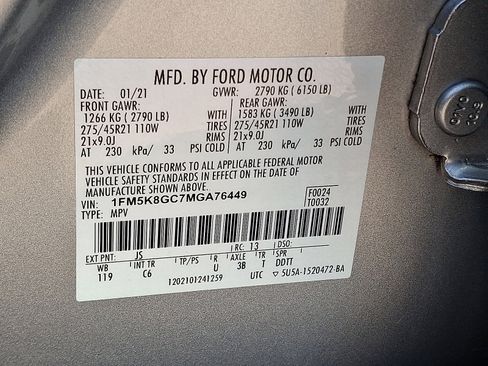 MFD. BY FORD MOTOR CO.
DATE: 01/21 GVWR: 2790 KG (6150 LB)
FRONT GAWR: REAR GAWR:
1266 KG (2790 LB) WITH 1583 KG (3490 LB) WITH
275/45R21 110W TIRES 275/45R21 110W TIRES
21x9.0J RIMS 21x9.0J RIMS
AT 230 kPa/ 33 PSI COLD AT 230 kPa/ 33 PSI COLD
THIS VEHICLE CONFORMS TO ALL APPLICABLE FEDERAL MOTOR
VEHICLE SAFETY STANDARDS IN EFFECT ON THE DATE OF
MANUFACTURE SHOWN ABOVE.
VIN: 1FM5K8GC7MGA76449 F0024
TYPE: MPV T0032
EXT PNT: JS RC: 13 DSO:
WB INT TR TP/PS R AXLE TR SPR
119 C6 U 3B T DDTT
1202101241259 UTC ▽ 5U5A-1520472-BA